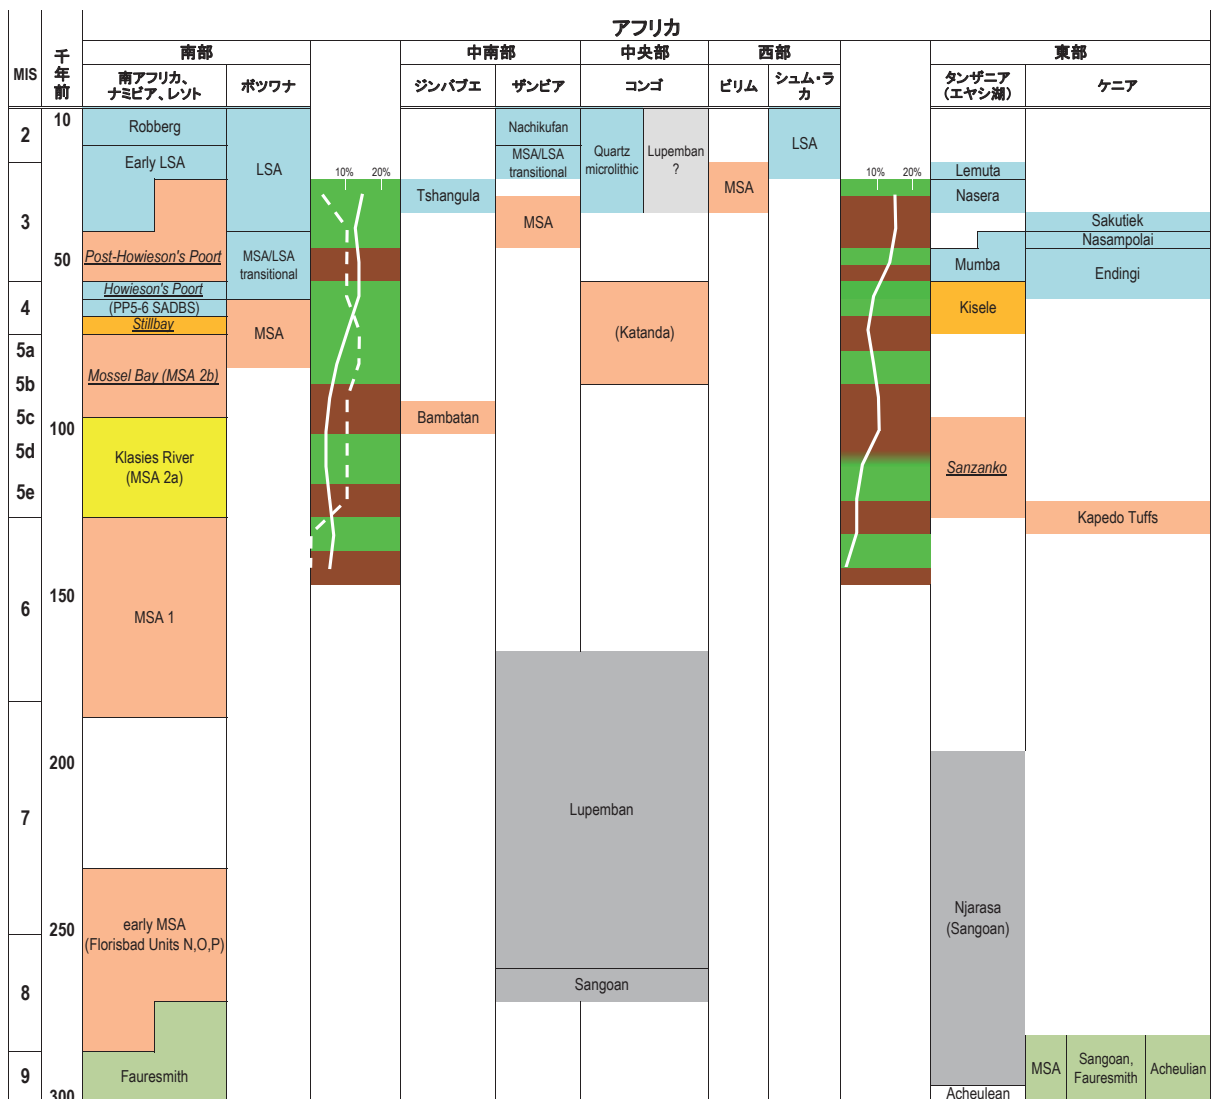 アフリカ
MIS
千
年
前
南部
中南部
中央部
西部
東部
南アフリカ、
ナミビア、レソト
ボツワナ
ジンバブエ
ザンビア
コンゴ
ビリム
シュム・ラ
カ
タンザニア
（エヤシ湖）
ケニア
2
3
4
5a
5b
5c
5d
5e
6
7
8
9
10
50
100
150
200
250
300
Robberg
Early LSA
Post-Howieson's Poort
Howieson's Poort
(PP5-6 SADBS)
Stillbay
Mossel Bay (MSA 2b)
Klasies River
(MSA 2a)
MSA 1
early MSA
(Florisbad Units N,O,P)
Fauresmith
LSA
MSA/LSA
transitional
MSA
10%
20%
Tshangula
Bambatan
Nachikufan
MSA/LSA
transitional
MSA
Quartz
microlithic
Lupemban
?
(Katanda)
Lupemban
Sangoan
MSA
LSA
10%
20%
Lemuta
Nasera
Mumba
Kisele
Sanzanko
Njarasa
(Sangoan)
Acheulean
Sakutiek
Nasampolai
Endingi
Kapedo Tuffs
MSA
Sangoan,
Fauresmith
Acheulian